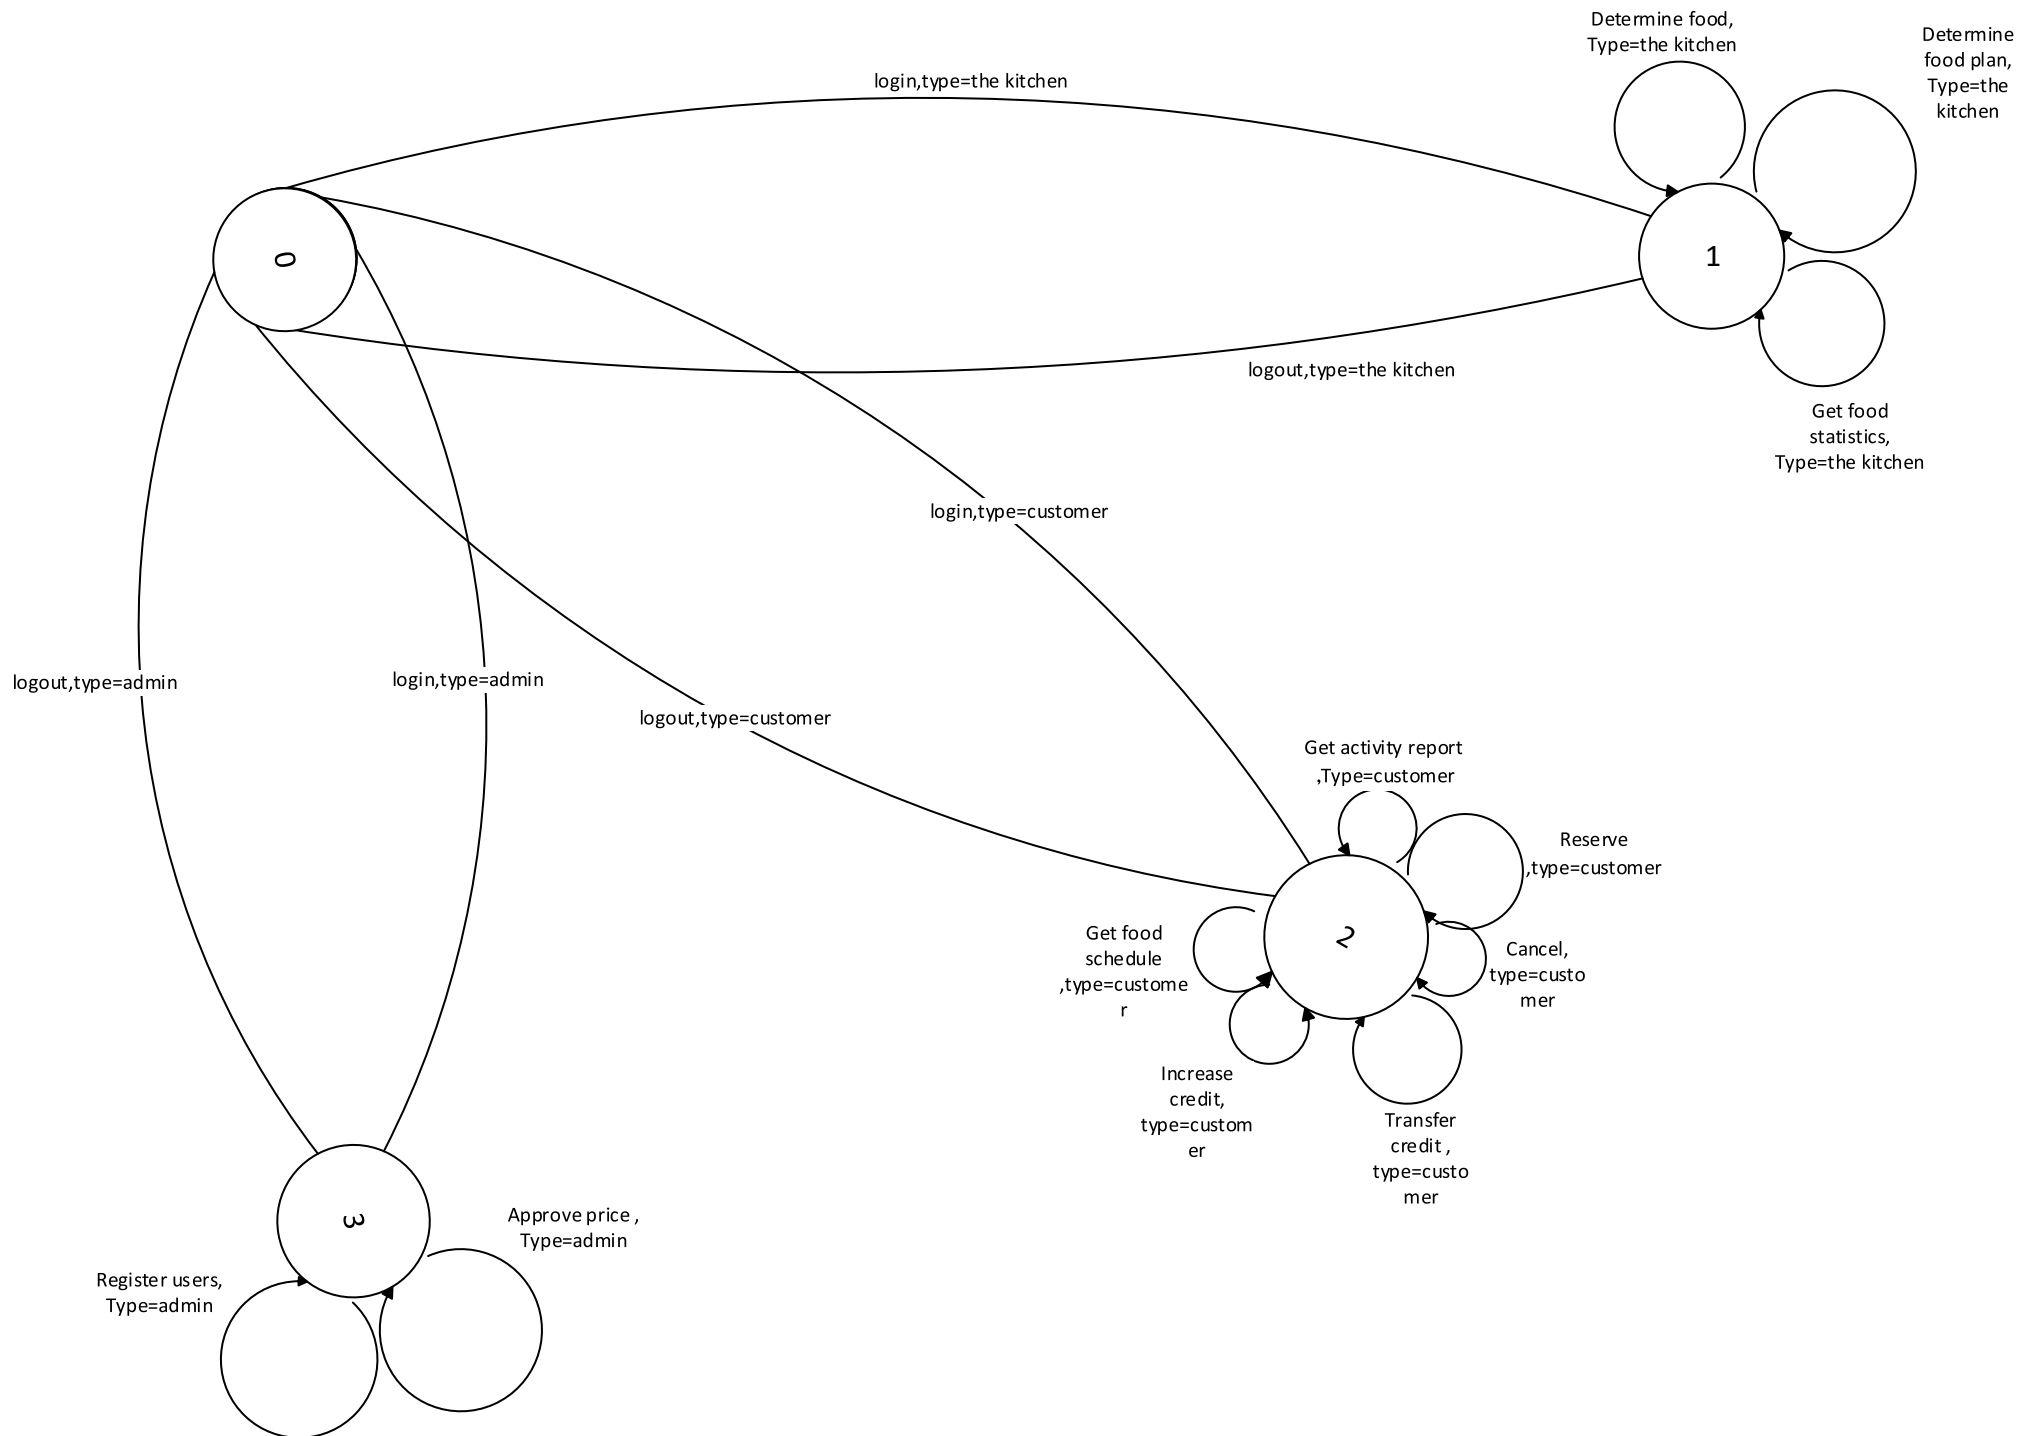 Determine food,
Type=the kitchen
Determine
food plan,
Type=the
kitchen
login,type=the kitchen
0
1
logout,type=the kitchen
Get food
statistics,
Type=the kitchen
login,type=customer
logout,type=admin
login,type=admin
logout,type=customer
Get activity report
,Type=customer
Reserve
,type=customer
2
Get food
schedule
,type=custome
r
Cancel,
type=custo
mer
Increase
credit,
type=custom
er
Transfer
credit ,
type=custo
mer
3
Approve price ,
Type=admin
Register users,
Type=admin